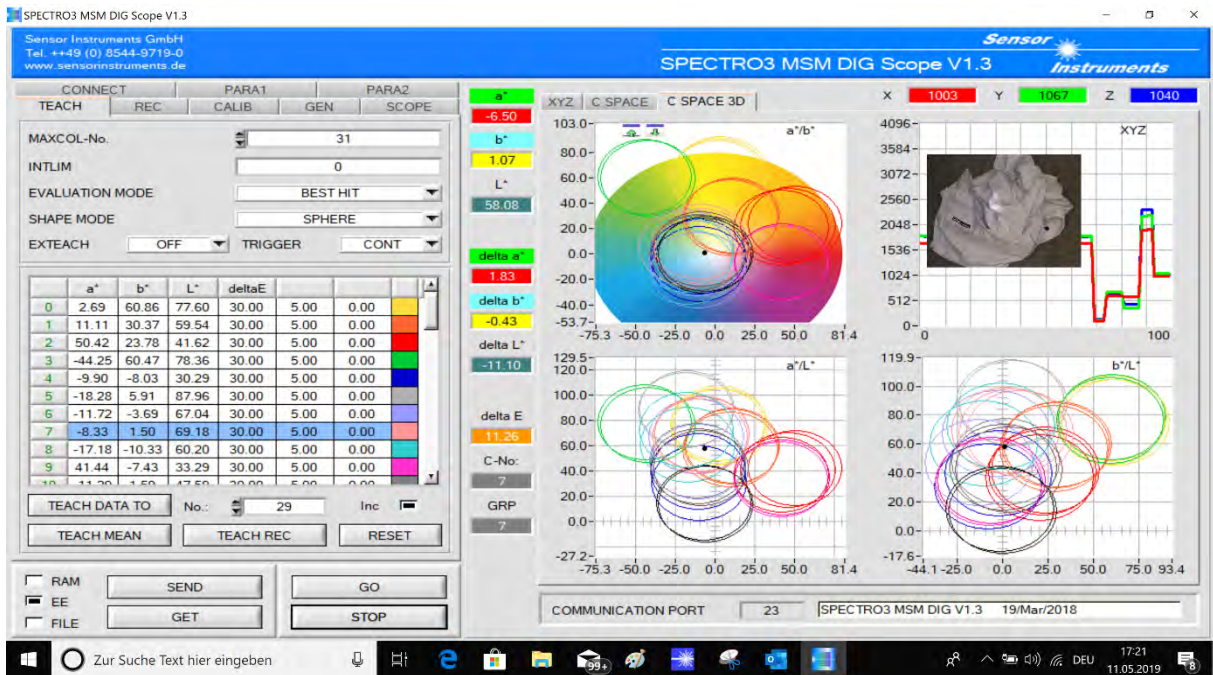 SPECTRO3 MSM DIG Scope V1.3
Sensor Instruments GmbH
Tel. ++49 (0) 8544-9719-0
www.sensorinstruments.de
SPECTRO3 MSM DIG Scope V1.3
Sensor
Instruments
CONNECT PARA1 PARA2
TEACH REC CALIB GEN SCOPE
MAXCOL-No. 31
INTLIM 0
EVALUATION MODE BEST HIT
SHAPE MODE SPHERE
EXTEACH OFF TRIGGER CONT
a* b* L* deltaE
0 2.69 60.86 77.60 30.00 5.00 0.00
1 11.11 30.37 59.54 30.00 5.00 0.00
2 50.42 23.78 41.62 30.00 5.00 0.00
3 -44.25 60.47 78.36 30.00 5.00 0.00
4 -9.90 -8.03 30.29 30.00 5.00 0.00
5 -18.28 5.91 87.96 30.00 5.00 0.00
6 -11.72 -3.69 67.04 30.00 5.00 0.00
7 -8.33 1.50 69.18 30.00 5.00 0.00
8 -17.18 -10.33 60.20 30.00 5.00 0.00
9 41.44 -7.43 33.29 30.00 5.00 0.00
TEACH DATA TO No.: 29 Inc
TEACH MEAN TEACH REC RESET
RAM
EE
FILE
SEND GO
GET STOP
a*
-6.50
b*
1.07
L*
58.08
delta a*
1.83
delta b*
-0.43
delta L*
-11.10
delta E
11.26
C-No:
7
GRP
7
XYZ C SPACE C SPACE 3D
X 1003 Y 1067 Z 1040
a*/b*
103.0-
80.0-
60.0-
40.0-
20.0-
0.0-
-20.0-
-40.0-
-53.7-
-75.3 -50.0 -25.0 0.0 25.0 50.0 81.4
XYZ
4096-
3584-
3072-
2560-
2048-
1536-
1024-
512-
0-
0 100
a*/L*
129.5-
120.0-
100.0-
80.0-
60.0-
40.0-
20.0-
0.0-
-27.2-
-75.3 -50.0 -25.0 0.0 25.0 50.0 81.4
b*/L*
119.9-
100.0-
80.0-
60.0-
40.0-
20.0-
0.0-
-17.6-
-44.1 -25.0 0.0 25.0 50.0 75.0 93.4
COMMUNICATION PORT 23 SPECTRO3 MSM DIG V1.3 19/Mar/2018
Zur Suche Text hier eingeben
99+
DEU
17:21
11.05.2019
8